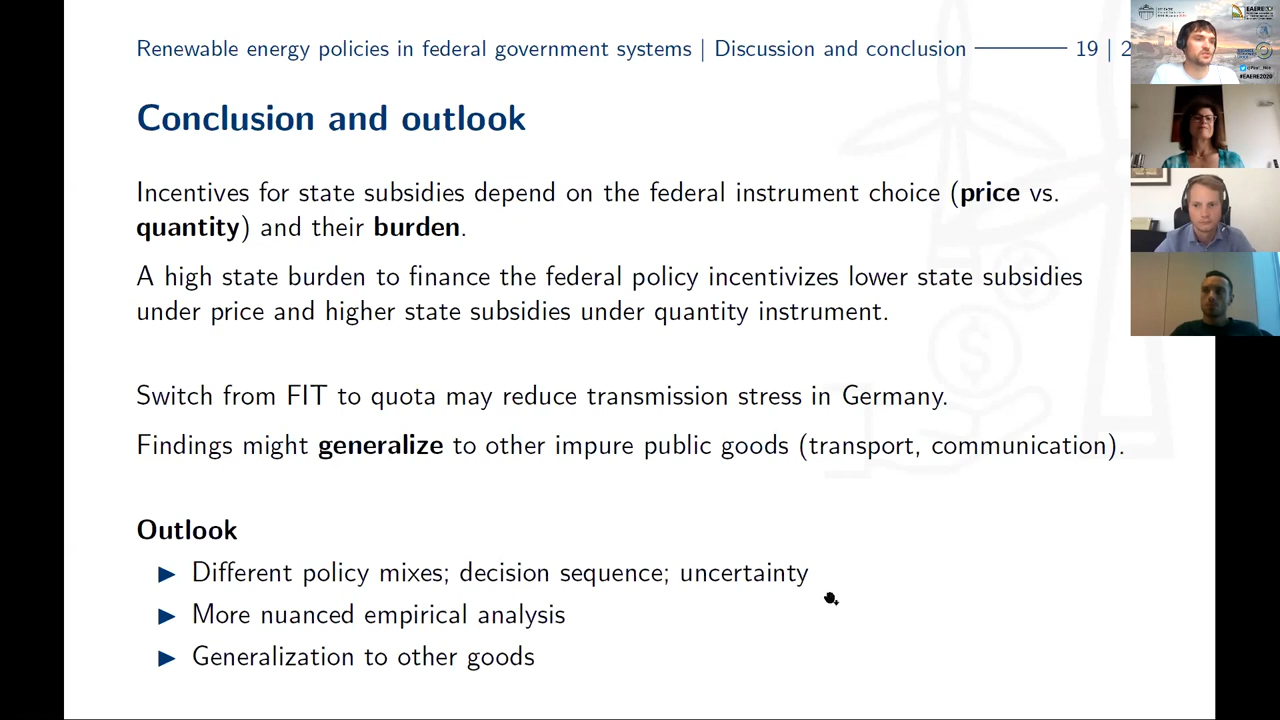 Renewable energy policies in federal government systems | Discussion and conclusion 19 | 2
Conclusion and outlook
Incentives for state subsidies depend on the federal instrument choice (price vs.
quantity) and their burden.
A high state burden to finance the federal policy incentivizes lower state subsidies
under price and higher state subsidies under quantity instrument.
Switch from FIT to quota may reduce transmission stress in Germany.
Findings might generalize to other impure public goods (transport, communication).
Outlook
▶ Different policy mixes; decision sequence; uncertainty
▶ More nuanced empirical analysis
▶ Generalization to other goods
#EAERE2020